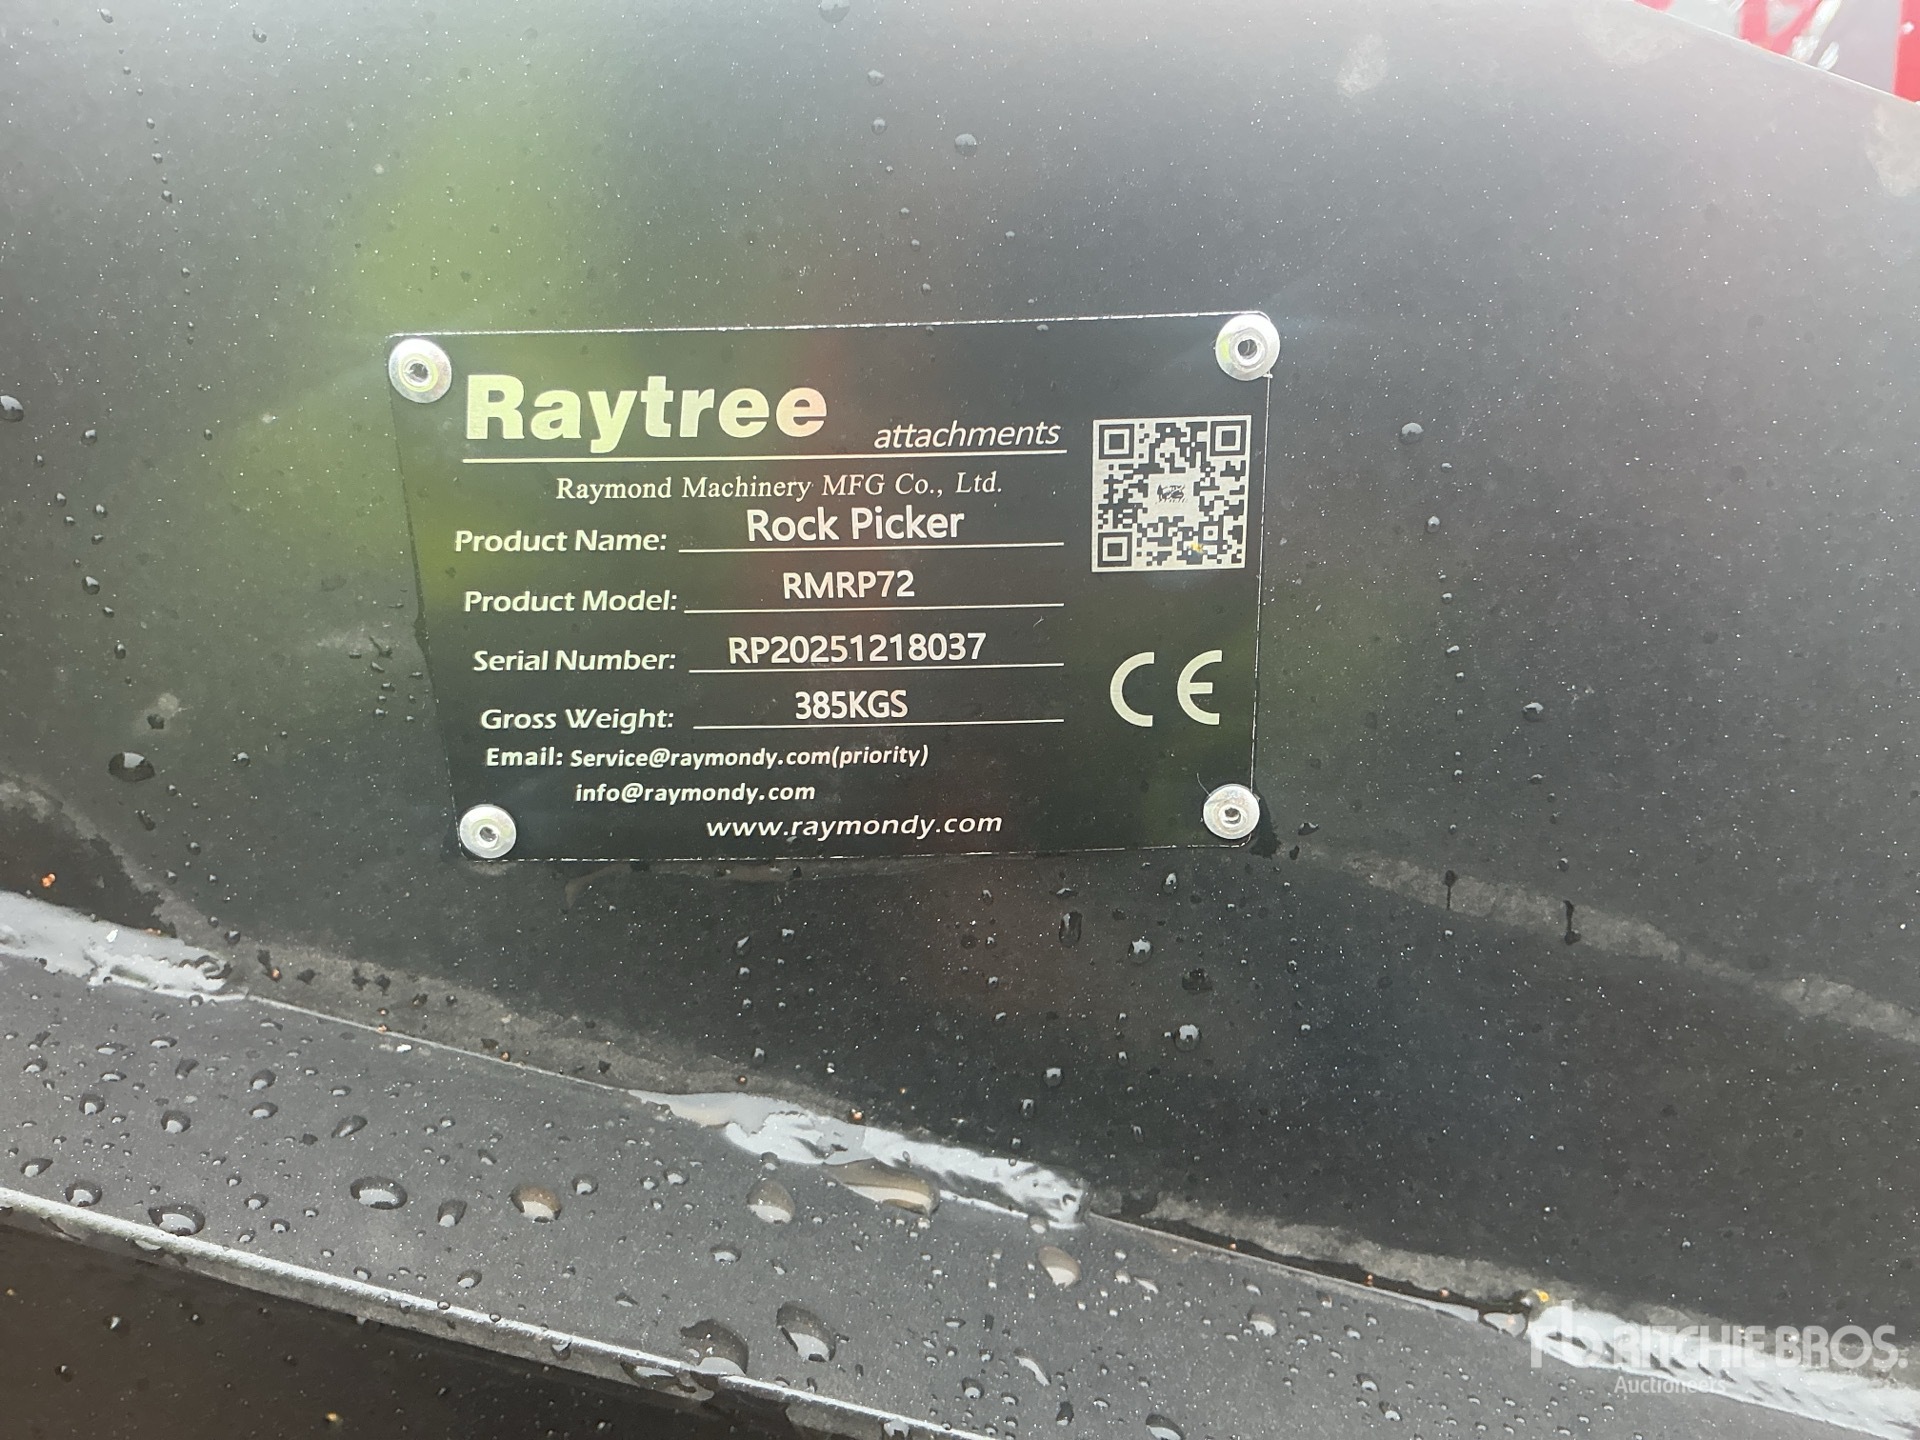 Raytree attachments
Raymond Machinery MFG Co., Ltd.
Product Name: Rock Picker
Product Model: RMRP72
Serial Number: RP20251218037
Gross Weight: 385KGS
Email: Service@raymondy.com(priority)
info@raymondy.com
www.raymondy.com
CE
rb RITCHIE BROS.
Auctioneers